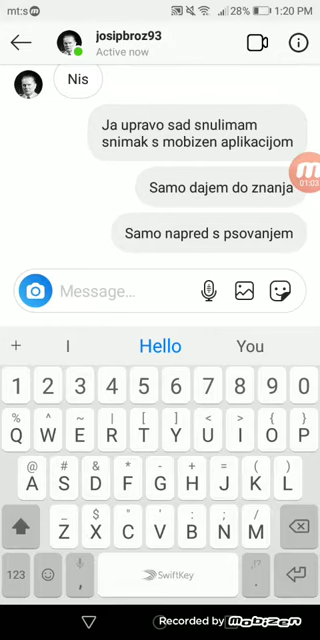 mt:s 28% 1:20 PM
josipbroz93
Active now
Nis
Ja upravo sad snulimam
snimak s mobizen aplikacijom
Samo dajem do znanja
01:03
Samo napred s psovanjem
Message...
+ I Hello You
1 2 3 4 5 6 7 8 9 0
% ^ ~ | [ ] < > { }
Q W E R T Y U I O P
@ # & * - + = ( )
A S D F G H J K L
_ $ " ' : ; /
Z X C V B N M
123 , SwiftKey ,!? .
Recorded by Mobizen